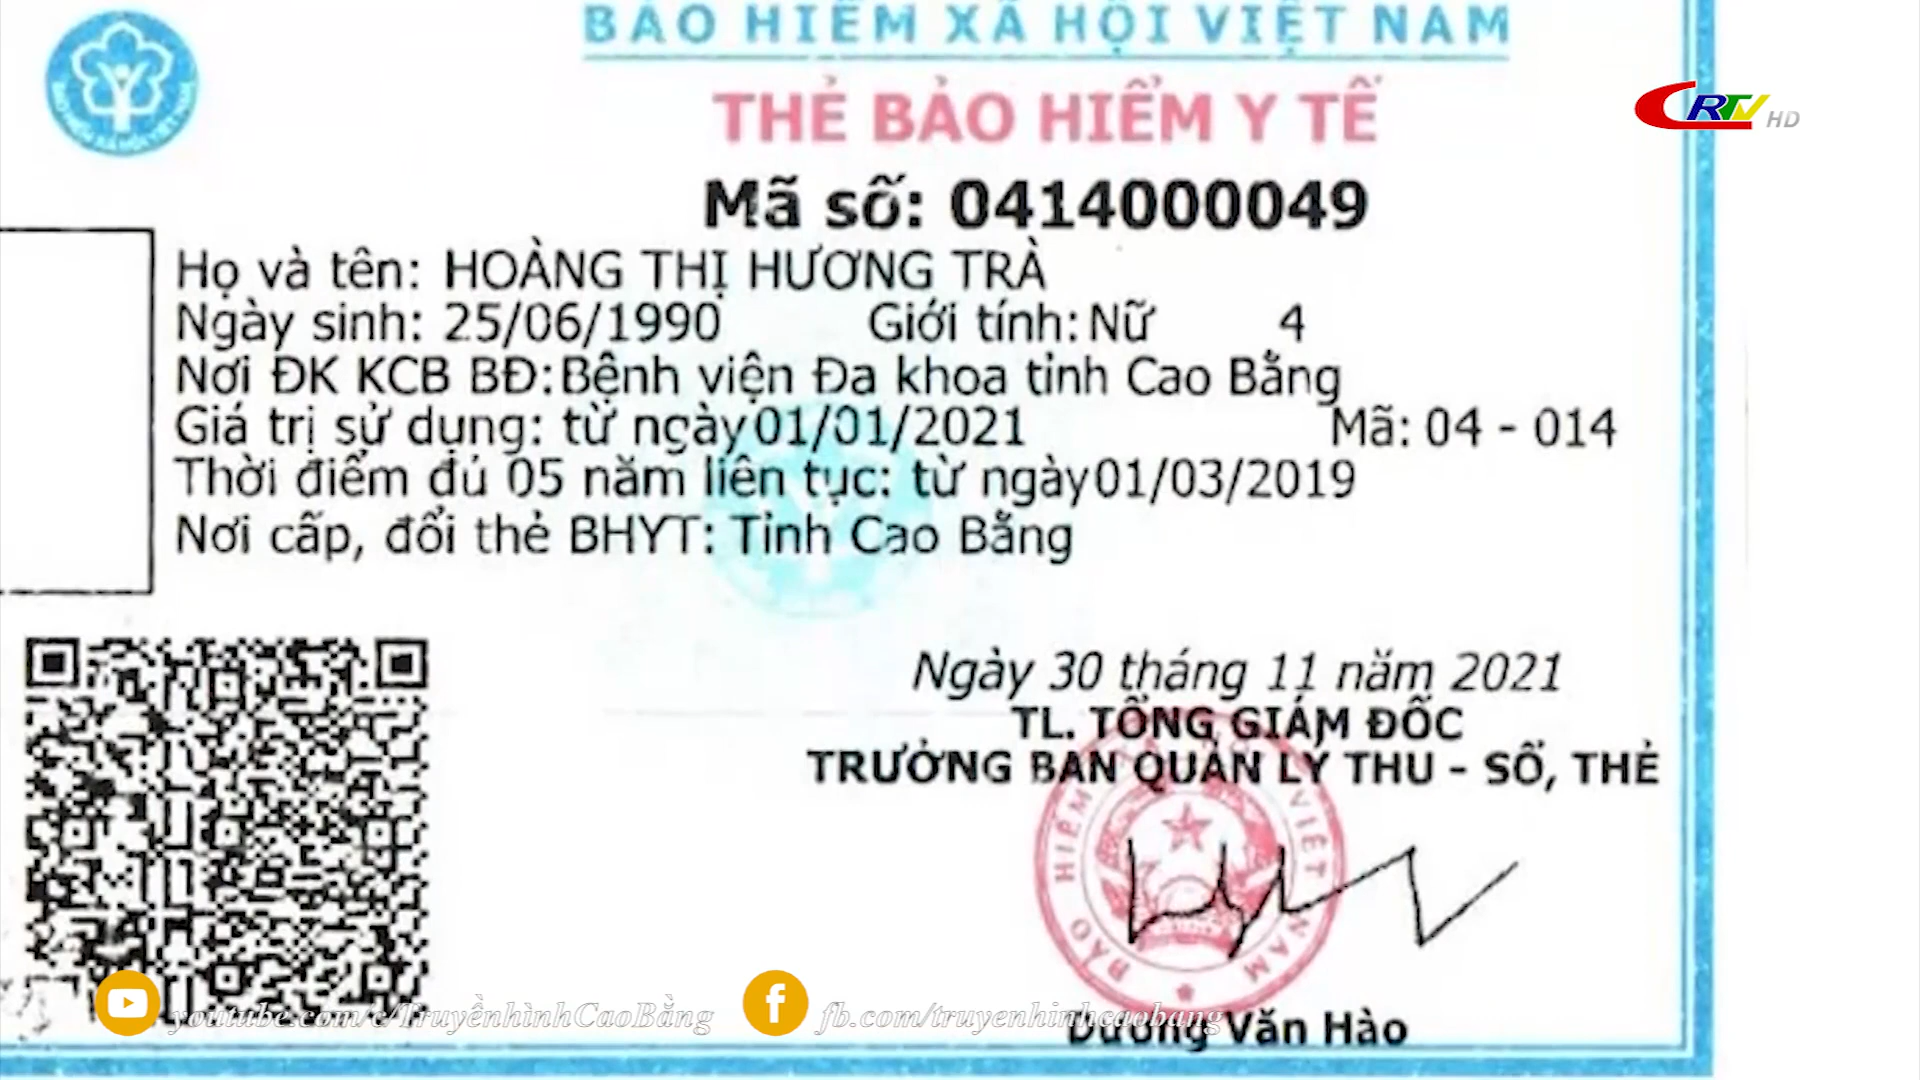 BẢO HIỂM XÃ HỘI VIỆT NAM
THẺ BẢO HIỂM Y TẾ
CRTV HD
Mã số: 0414000049
Họ và tên: HOÀNG THỊ HƯƠNG TRÀ
Ngày sinh: 25/06/1990 Giới tính: Nữ 4
Nơi ĐK KCB BĐ: Bệnh viện Đa khoa tỉnh Cao Bằng
Giá trị sử dụng: từ ngày 01/01/2021 Mã: 04 - 014
Thời điểm đủ 05 năm liên tục: từ ngày 01/03/2019
Nơi cấp, đổi thẻ BHYT: Tỉnh Cao Bằng
Ngày 30 tháng 11 năm 2021
TL. TỔNG GIÁM ĐỐC
TRƯỞNG BAN QUẢN LÝ THU - SỔ, THẺ
BẢO HIỂM VIỆT NAM
youtube.com/c/TruyềnhìnhCaoBằng
fb.com/truyenhinhcaobang
Dương Văn Hào